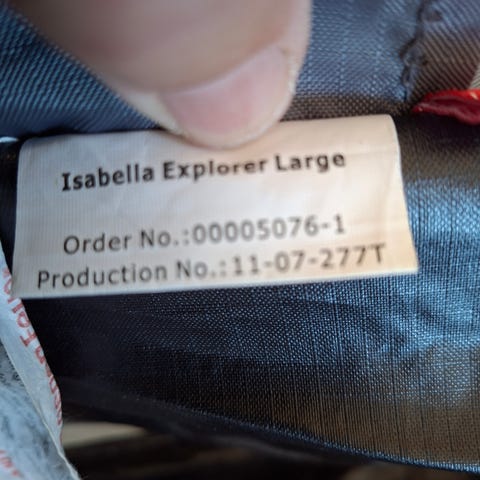 Isabella Explorer Large
Order No.:00005076-1
Production No.:11-07-277T